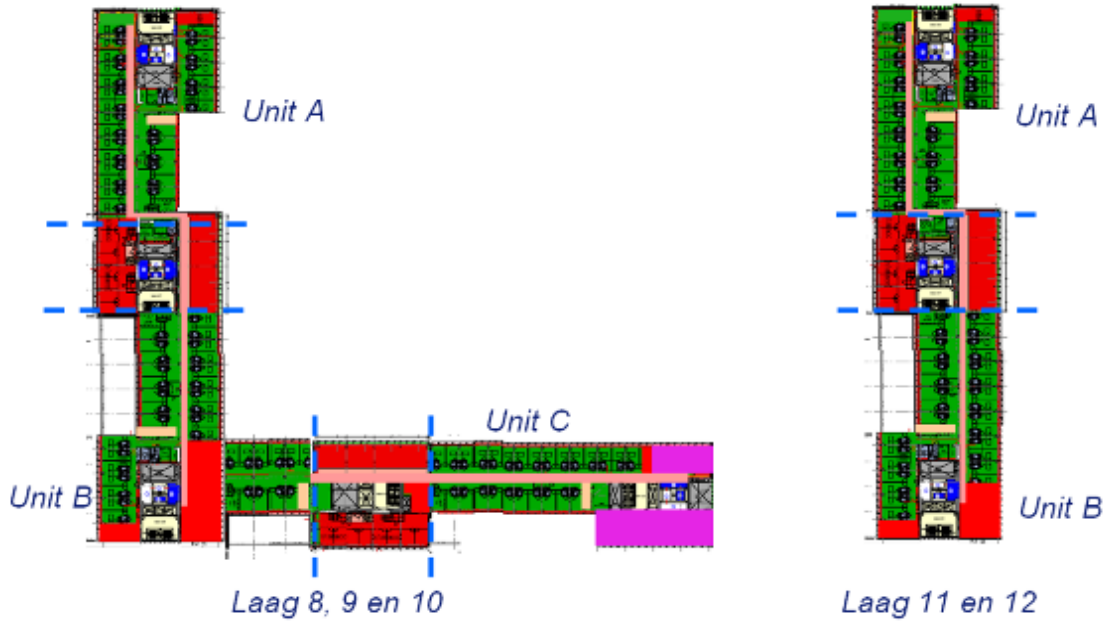 Unit A
Unit C
Unit B
Laag 8, 9 en 10
Unit A
Unit B
Laag 11 en 12